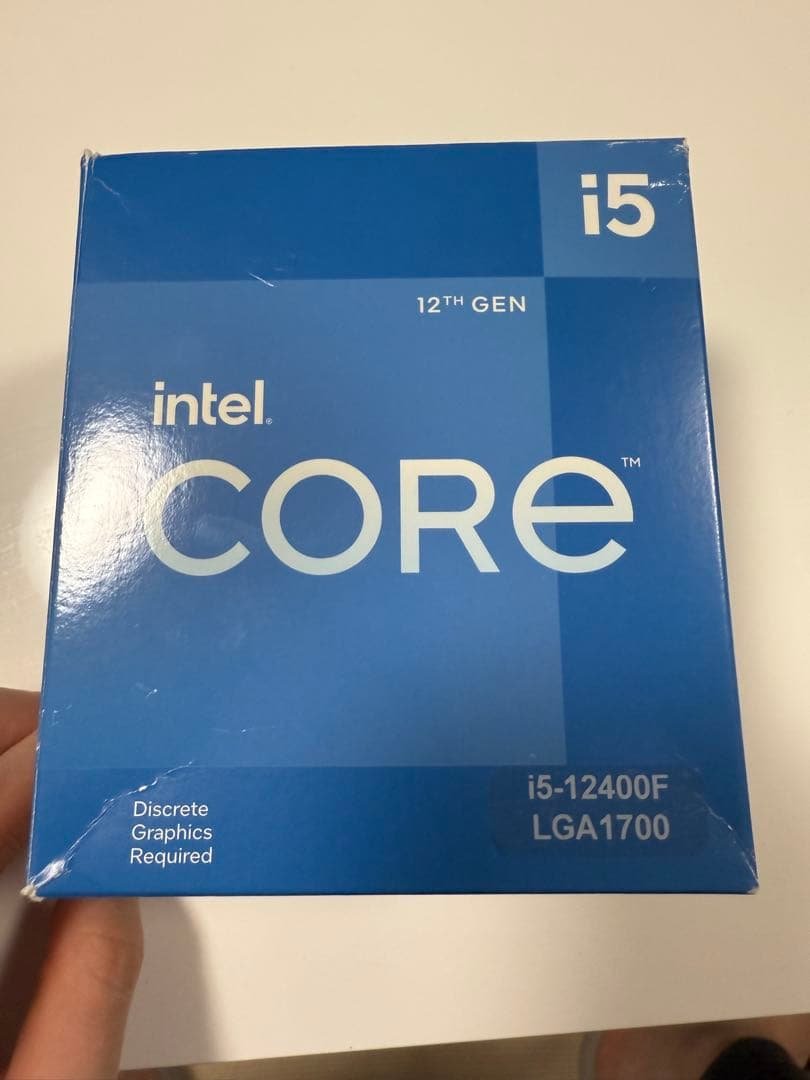 i5
12TH GEN
intel.
CORe™
Discrete
Graphics
Required
i5-12400F
LGA1700